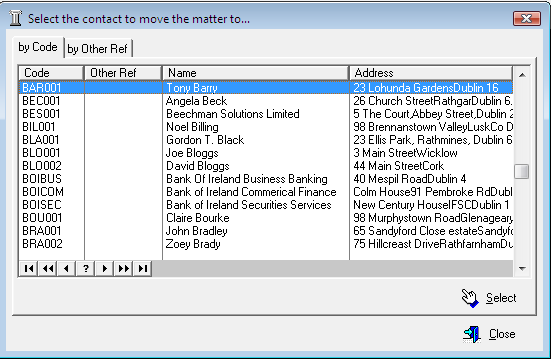 Select the contact to move the matter to...
by Code by Other Ref
Code Other Ref Name Address
BAR001 Tony Barry 23 Lohunda GardensDublin 16
BEC001 Angela Beck 26 Church StreetRathgarDublin 6.
BES001 Beechman Solutions Limited 5 The Court,Abbey Street,Dublin 2
BIL001 Noel Billing 98 Brennanstown ValleyLuskCo D
BLA001 Gordon T. Black 23 Ellis Park, Rathmines, Dublin 6
BLO001 Joe Bloggs 3 Main StreetWicklow
BLO002 David Bloggs 44 Main StreetCork
BOIBUS Bank Of Ireland Business Banking 40 Mespil RoadDublin 4
BOICOM Bank of Ireland Commerical Finance Colm House91 Pembroke RdDubl
BOISEC Bank of Ireland Securities Services New Century HouseIFSCDublin 1
BOU001 Claire Bourke 98 Murphystown RoadGlenageary
BRA001 John Bradley 65 Sandyford Close estateSandyf
BRA002 Zoey Brady 75 Hillcreast DriveRathfarnhamDu
?
Select
Close